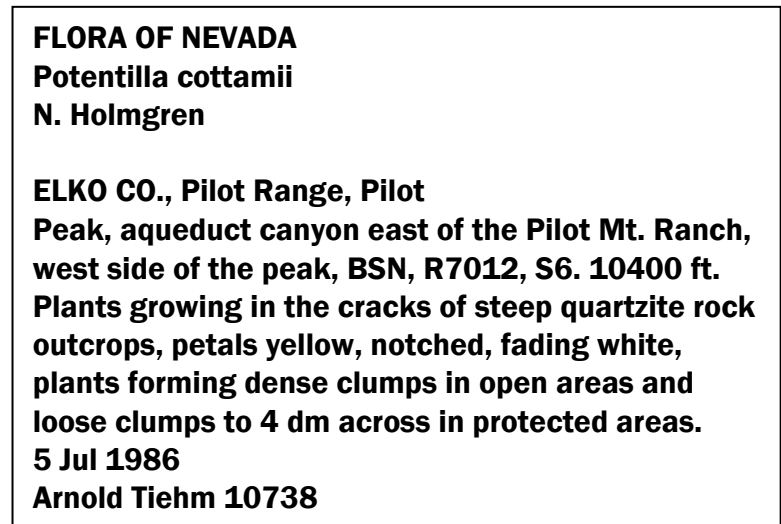 FLORA OF NEVADA
Potentilla cottamii
N. Holmgren
ELKO CO., Pilot Range, Pilot
Peak, aqueduct canyon east of the Pilot Mt. Ranch,
west side of the peak, BSN, R7012, S6. 10400 ft.
Plants growing in the cracks of steep quartzite rock
outcrops, petals yellow, notched, fading white,
plants forming dense clumps in open areas and
loose clumps to 4 dm across in protected areas.
5 Jul 1986
Arnold Tiehm 10738